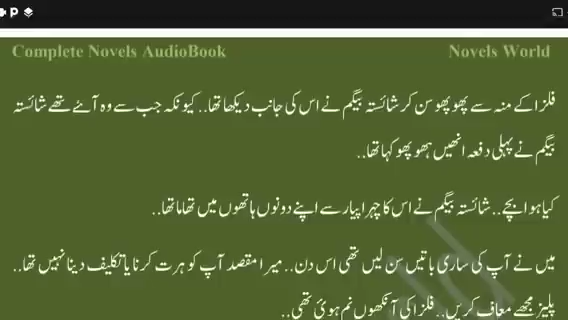 Complete Novels AudioBook Novels World
فلزا کے منہ سے پھوپھو سن کر شائستہ بیگم نے اس کی جانب دیکھا تھا.. کیونکہ جب سے وہ آئے تھے شائستہ
بیگم نے پہلی دفعہ انھیں پھوپھو کہا تھا..
کیا ہوا بچے.. شائستہ بیگم نے اس کا چہرا پیار سے اپنے دونوں ہاتھوں میں تھاما تھا..
میں نے آپ کی ساری باتیں سن لیں تھی اس دن.. میرا مقصد آپ کو ہرٹ کرنا یا تکلیف دینا نہیں تھا..
پلیز مجھے معاف کریں.. فلزا کی آنکھوں نم ہوئی تھی..